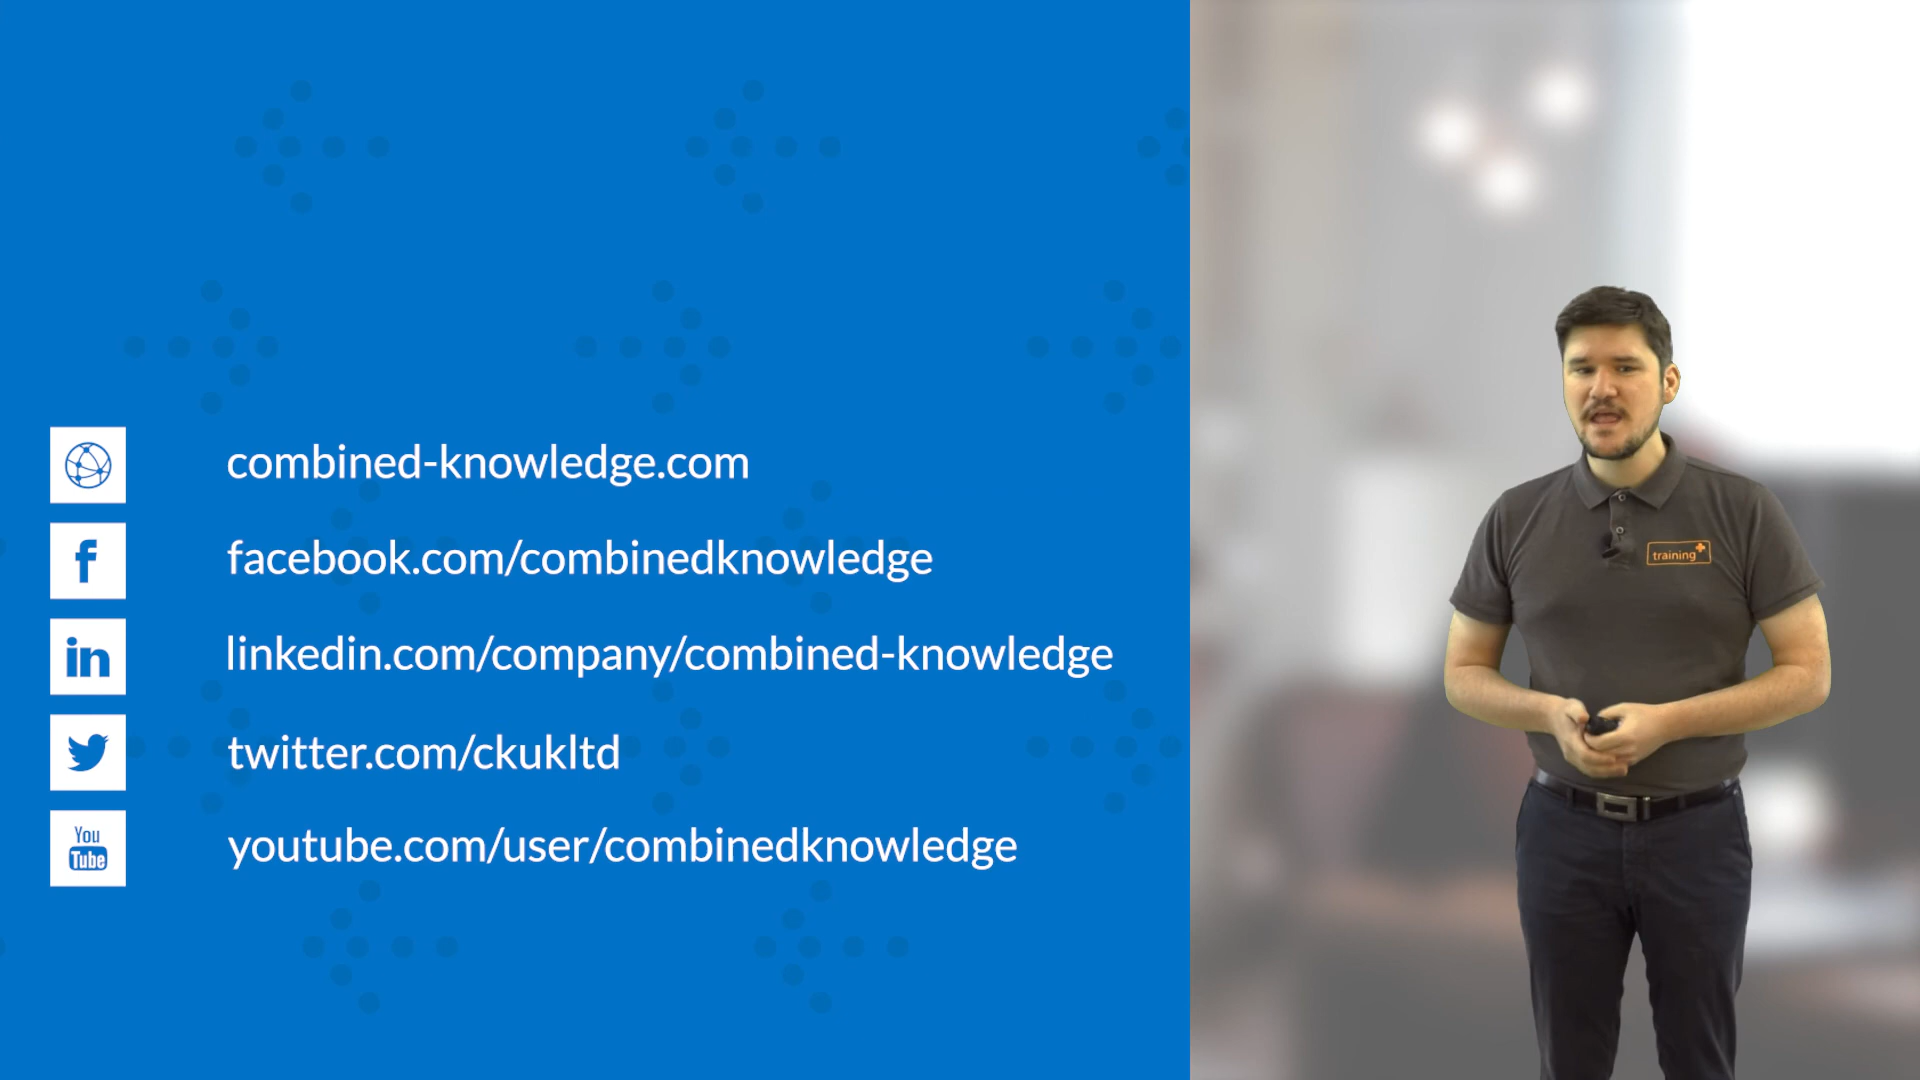 combined-knowledge.com
f
facebook.com/combinedknowledge
in
linkedin.com/company/combined-knowledge
twitter.com/ckukltd
You
Tube
youtube.com/user/combinedknowledge
training+